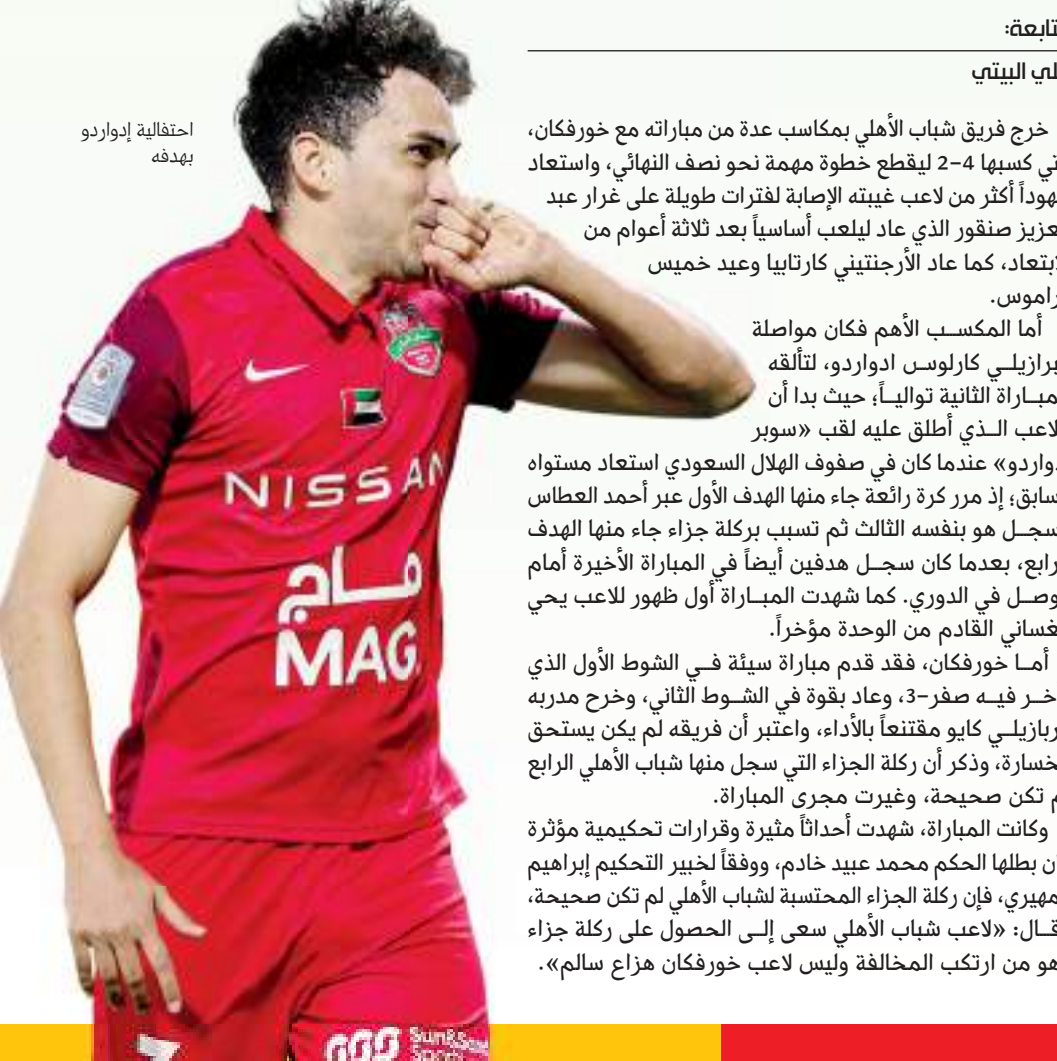 تابعة:
لي البيتي
خرج فريق شباب الأهلي بمكاسب عدة من مباراته مع خورفكان،
تي كسبها 4-2 ليقطع خطوة مهمة نحو نصف النهائي، واستعاد
هوداً أكثر من لاعب غيبته الإصابة لفترات طويلة على غرار عبد
عزيز صنقور الذي عاد ليلعب أساسياً بعد ثلاثة أعوام من
بتعاد، كما عاد الأرجنتيني كارتابيا وعيد خميس
راموس.
أما المكسب الأهم فكان مواصلة
برازيلي كارلوس ادواردو، لتألقه
مباراة الثانية توالياً؛ حيث بدا أن
لاعب الذي أطلق عليه لقب «سوبر
دواردو» عندما كان في صفوف الهلال السعودي استعاد مستواه
سابق؛ إذ مرر كرة رائعة جاء منها الهدف الأول عبر أحمد العطاس
سجل هو بنفسه الثالث ثم تسبب بركلة جزاء جاء منها الهدف
رابع، بعدما كان سجل هدفين أيضاً في المباراة الأخيرة أمام
وصل في الدوري. كما شهدت المباراة أول ظهور للاعب يحي
غساني القادم من الوحدة مؤخراً.
أما خورفكان، فقد قدم مباراة سيئة في الشوط الأول الذي
خر فيه صفر-3، وعاد بقوة في الشوط الثاني، وخرح مدربه
ربازيلي كايو مقتنعاً بالأداء، واعتبر أن فريقه لم يكن يستحق
خسارة، وذكر أن ركلة الجزاء التي سجل منها شباب الأهلي الرابع
م تكن صحيحة، وغيرت مجرى المباراة.
وكانت المباراة، شهدت أحداثاً مثيرة وقرارات تحكيمية مؤثرة
ان بطلها الحكم محمد عبيد خادم، ووفقاً لخبير التحكيم إبراهيم
مهيري، فإن ركلة الجزاء المحتسبة لشباب الأهلي لم تكن صحيحة،
قال: «لاعب شباب الأهلي سعى إلى الحصول على ركلة جزاء
هو من ارتكب المخالفة وليس لاعب خورفكان هزاع سالم».
احتفالية إدواردو
بهدفه
NISSAN
ماج
MAG.
Sun&Sand
Sports
7